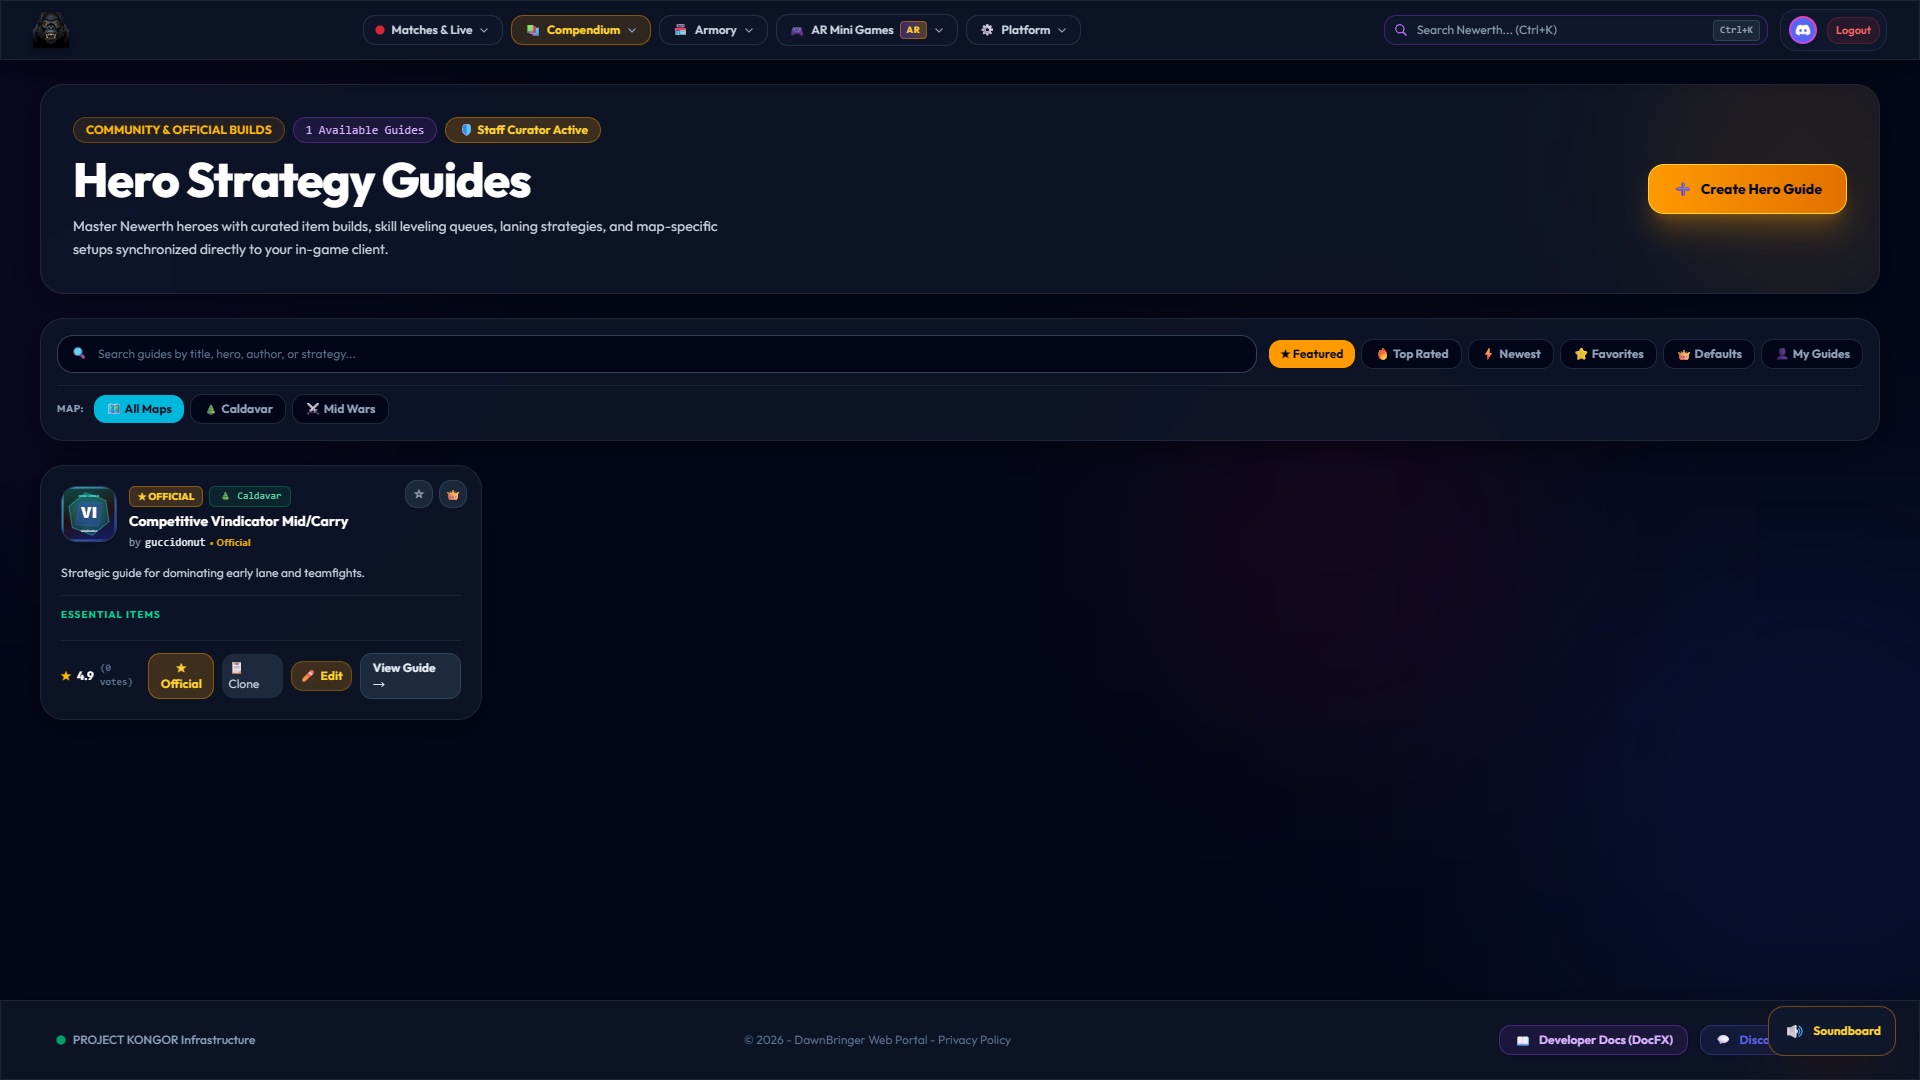 Matches & Live
Compendium
Armory
AR Mini Games AR
Platform
Search Newerth... (Ctrl+K) Ctrl+K
Logout
COMMUNITY & OFFICIAL BUILDS
1 Available Guides
Staff Curator Active
Hero Strategy Guides
Master Newerth heroes with curated item builds, skill leveling queues, laning strategies, and map-specific
setups synchronized directly to your in-game client.
Create Hero Guide
Search guides by title, hero, author, or strategy...
★ Featured
Top Rated
Newest
Favorites
Defaults
My Guides
MAP:
All Maps
Caldavar
Mid Wars
VI
★ OFFICIAL
Caldavar
Competitive Vindicator Mid/Carry
by guccidonut • Official
Strategic guide for dominating early lane and teamfights.
ESSENTIAL ITEMS
★ 4.9
(0
votes)
★
Official
Clone
Edit
View Guide
→
PROJECT KONGOR Infrastructure
© 2026 - DawnBringer Web Portal - Privacy Policy
Developer Docs (DocFX)
Soundboard